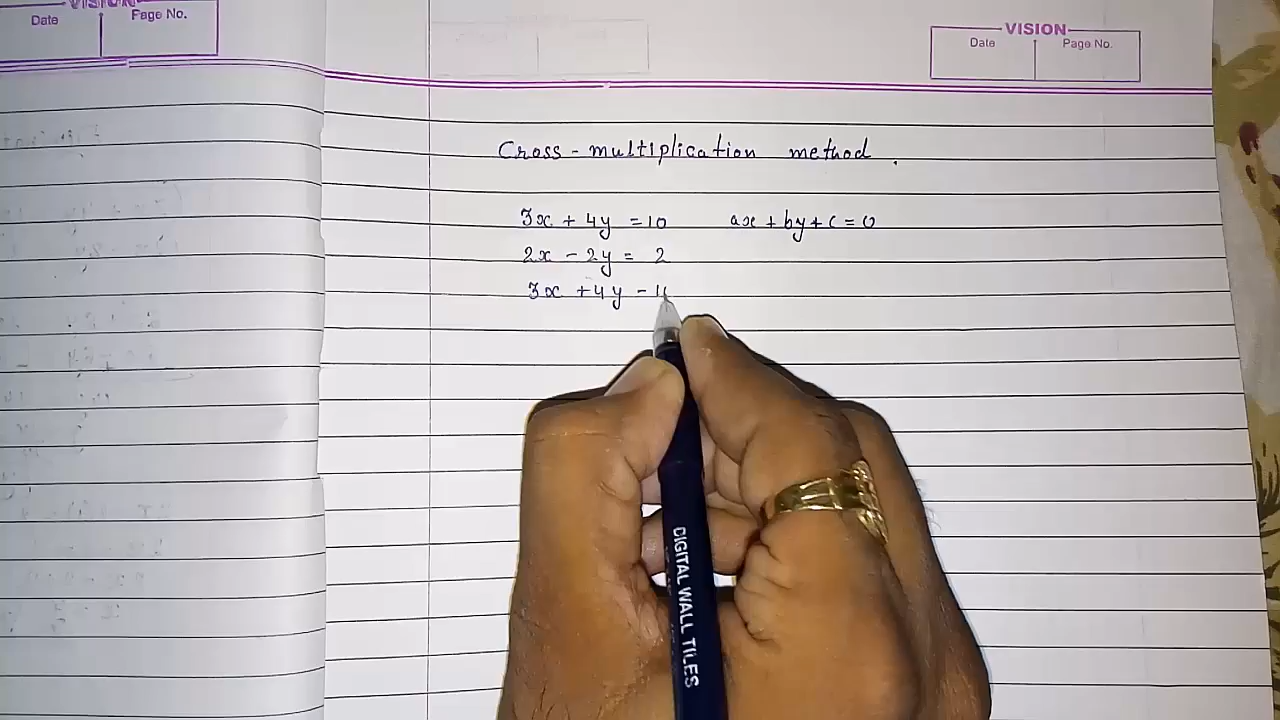 VISION
Date Page No.
VISION
Date Page No.
Cross - multiplication method .
3x + 4y = 10 ax + by + c = 0
2x - 2y = 2
3x + 4y - 1
DIGITAL WALL TILES